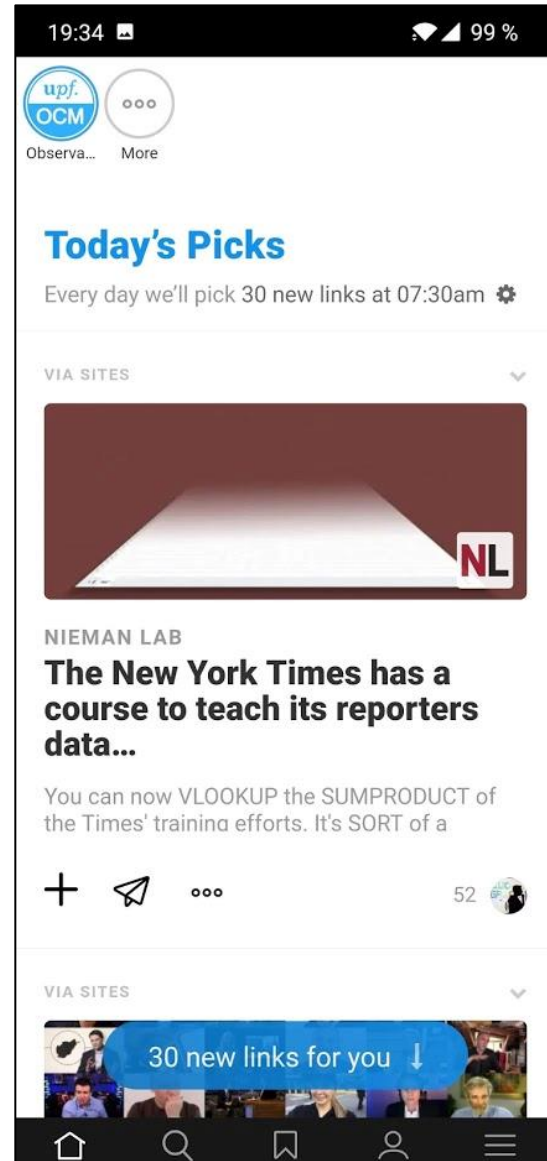 19:34
99 %
upf.
OCM
Observa...
More
Today's Picks
Every day we'll pick 30 new links at 07:30am
VIA SITES
NL
NIEMAN LAB
The New York Times has a
course to teach its reporters
data...
You can now VLOOKUP the SUMPRODUCT of
the Times' training efforts. It's SORT of a
52
VIA SITES
30 new links for you